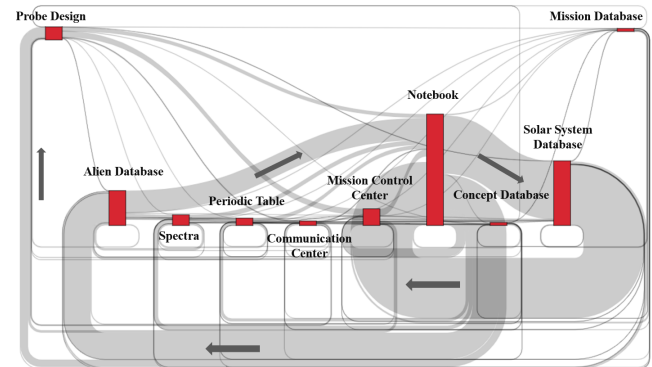 Probe Design
Mission Database
Notebook
Solar System
Database
Alien Database
Mission Control
Center
Periodic Table
Concept Database
Spectra
Communication
Center